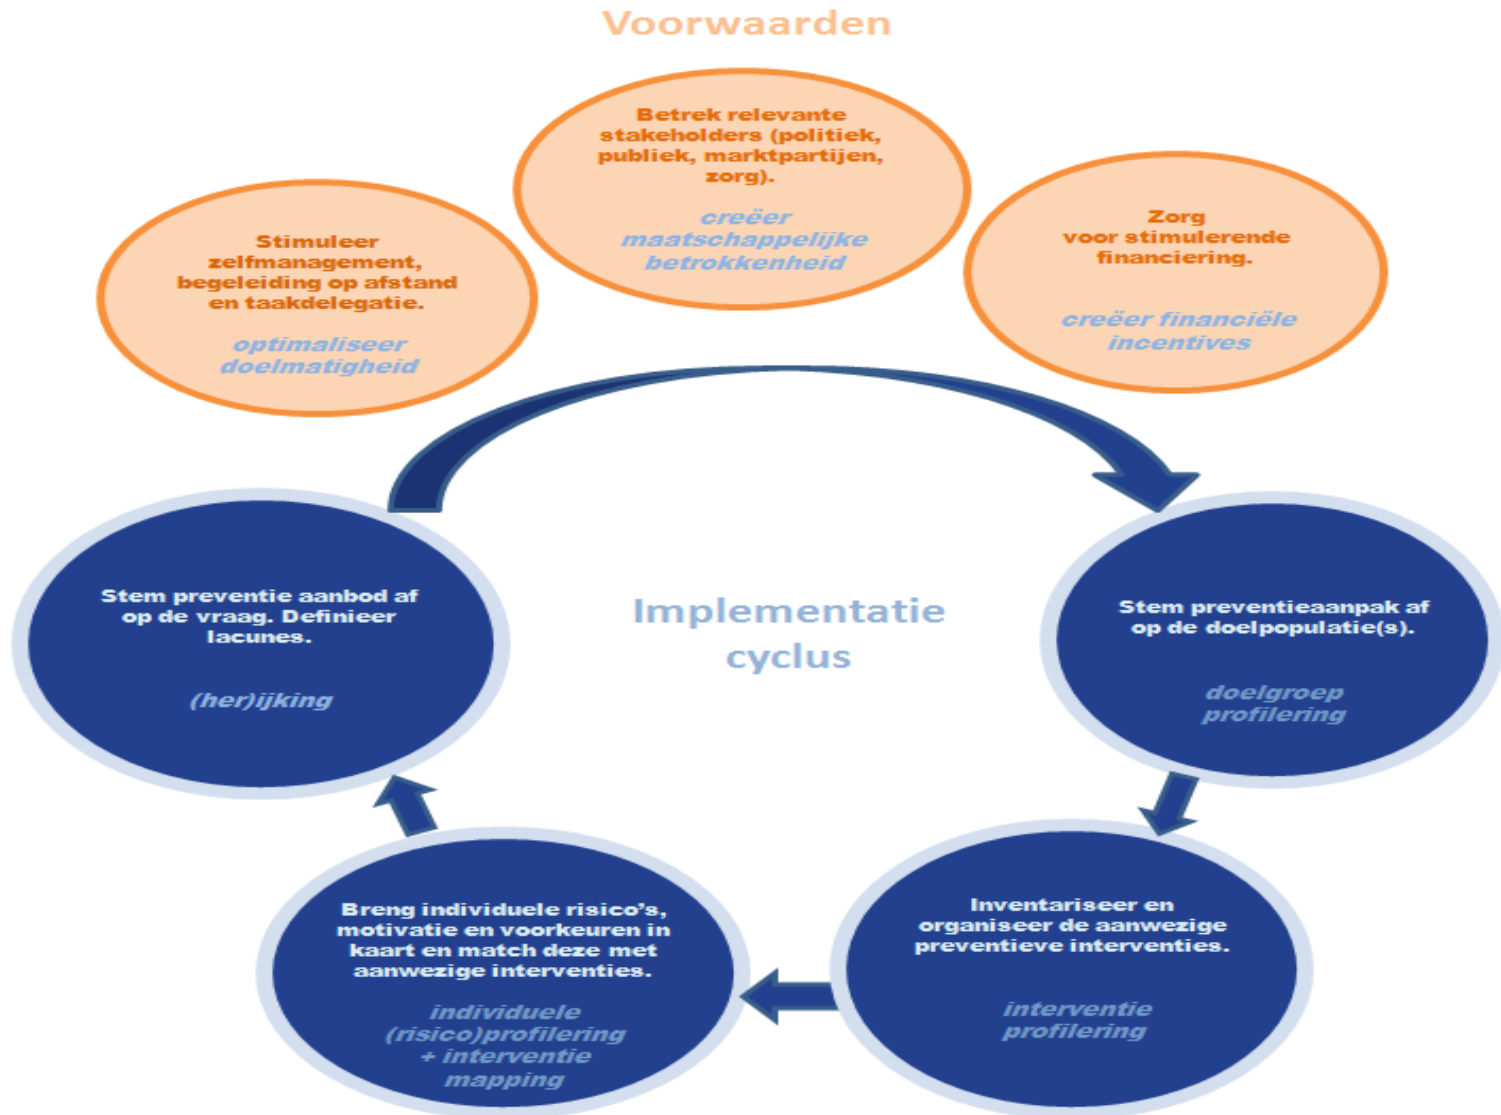 Voorwaarden
Betrek relevante
stakeholders (politiek,
publiek, marktpartijen,
zorg).
creëer
maatschappelijke
betrokkenheid
Stimuleer
zelfmanagement,
begeleiding op afstand
en taakdelegatie.
optimaliseer
doelmatigheid
Zorg
voor stimulerende
financiering.
creëer financiële
incentives
Implementatie
cyclus
Stem preventie aanbod af
op de vraag. Definieer
lacunes.
(her)ijking
Stem preventieaanpak af
op de doelpopulatie(s).
doelgroep
profilering
Breng individuele risico's,
motivatie en voorkeuren in
kaart en match deze met
aanwezige interventies.
individuele
(risico)profilering
+ interventie
mapping
Inventariseer en
organiseer de aanwezige
preventieve interventies.
interventie
profilering